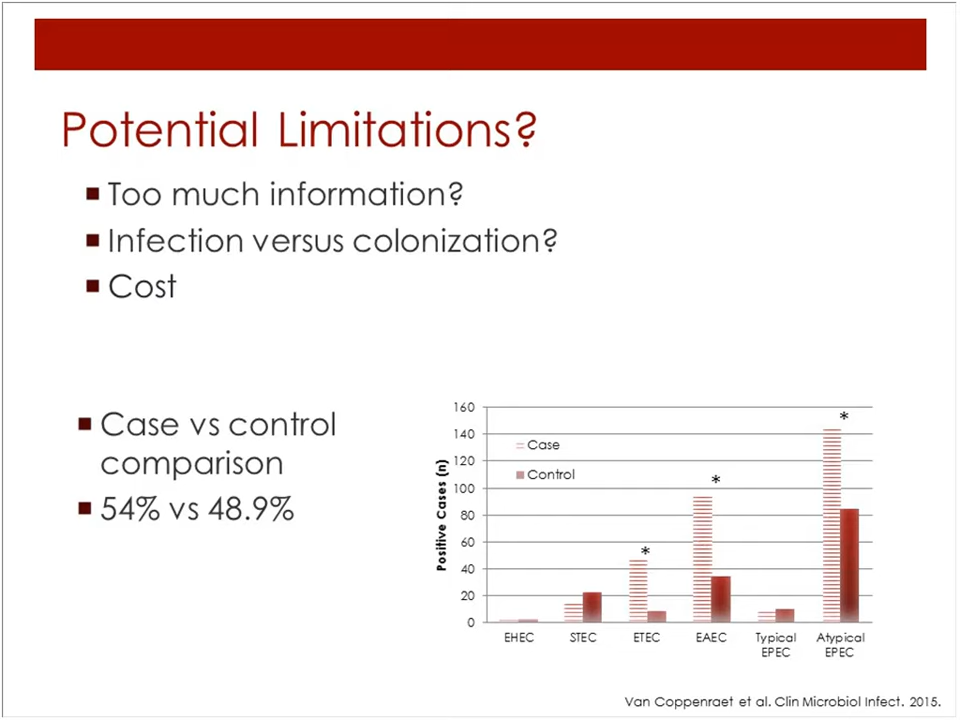 Potential Limitations?
■ Too much information?
■ Infection versus colonization?
■ Cost
■ Case vs control
comparison
■ 54% vs 48.9%
Positive Cases (n)
160
140
120
100
80
60
40
20
0
Case
Control
*
*
*
EHEC
STEC
ETEC
EAEC
Typical
EPEC
Atypical
EPEC
Van Coppenraet et al. Clin Microbiol Infect. 2015.